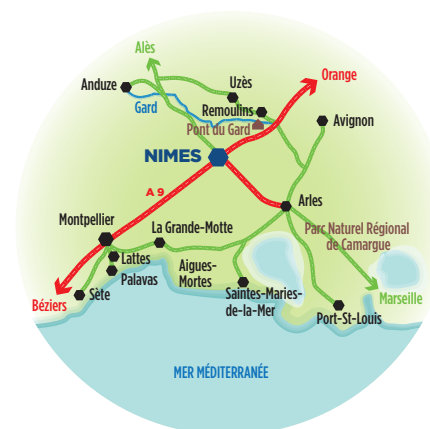 Alès
Orange
Anduze
Uzès
Gard
Remoulins
Pont du Gard
Avignon
NIMES
A 9
Arles
Montpellier
La Grande-Motte
Parc Naturel Régional
de Camargue
Lattes
Aigues-
Mortes
Palavas
Béziers
Sète
Saintes-Maries-
de-la-Mer
Marseille
Port-St-Louis
MER MÉDITERRANÉE